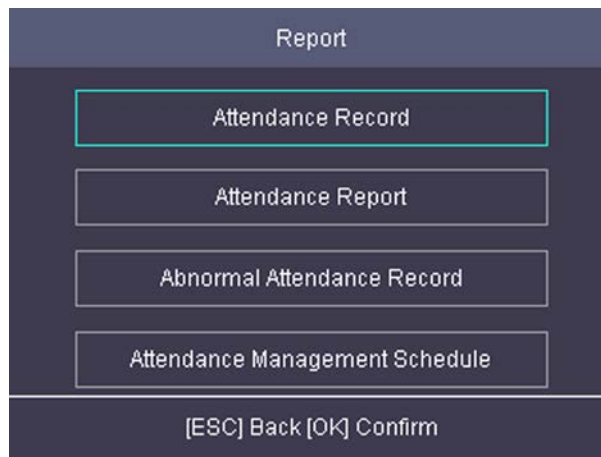 Report
Attendance Record
Attendance Report
Abnormal Attendance Record
Attendance Management Schedule
[ESC] Back [OK] Confirm